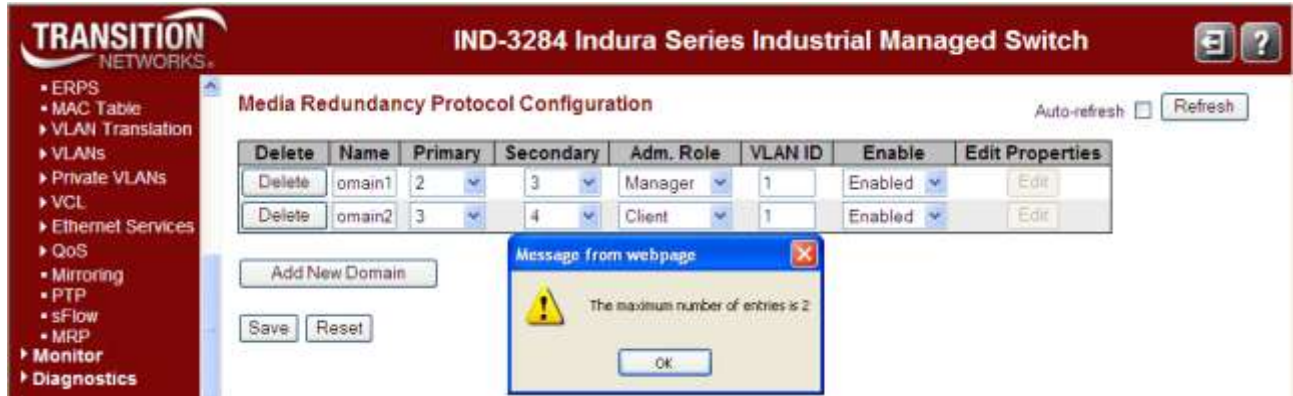 TRANSITION
NETWORKS®
IND-3284 Indura Series Industrial Managed Switch
?
ERPS
MAC Table
VLAN Translation
VLANs
Private VLANs
VCL
Ethernet Services
QoS
Mirroring
PTP
sFlow
MRP
Monitor
Diagnostics
Media Redundancy Protocol Configuration
Auto-refresh Refresh
Delete Name Primary Secondary Adm. Role VLAN ID Enable Edit Properties
Delete omain1 2 3 Manager 1 Enabled Edit
Delete omain2 3 4 Client 1 Enabled Edit
Add New Domain
Save Reset
Message from webpage
The maximum number of entries is 2
OK